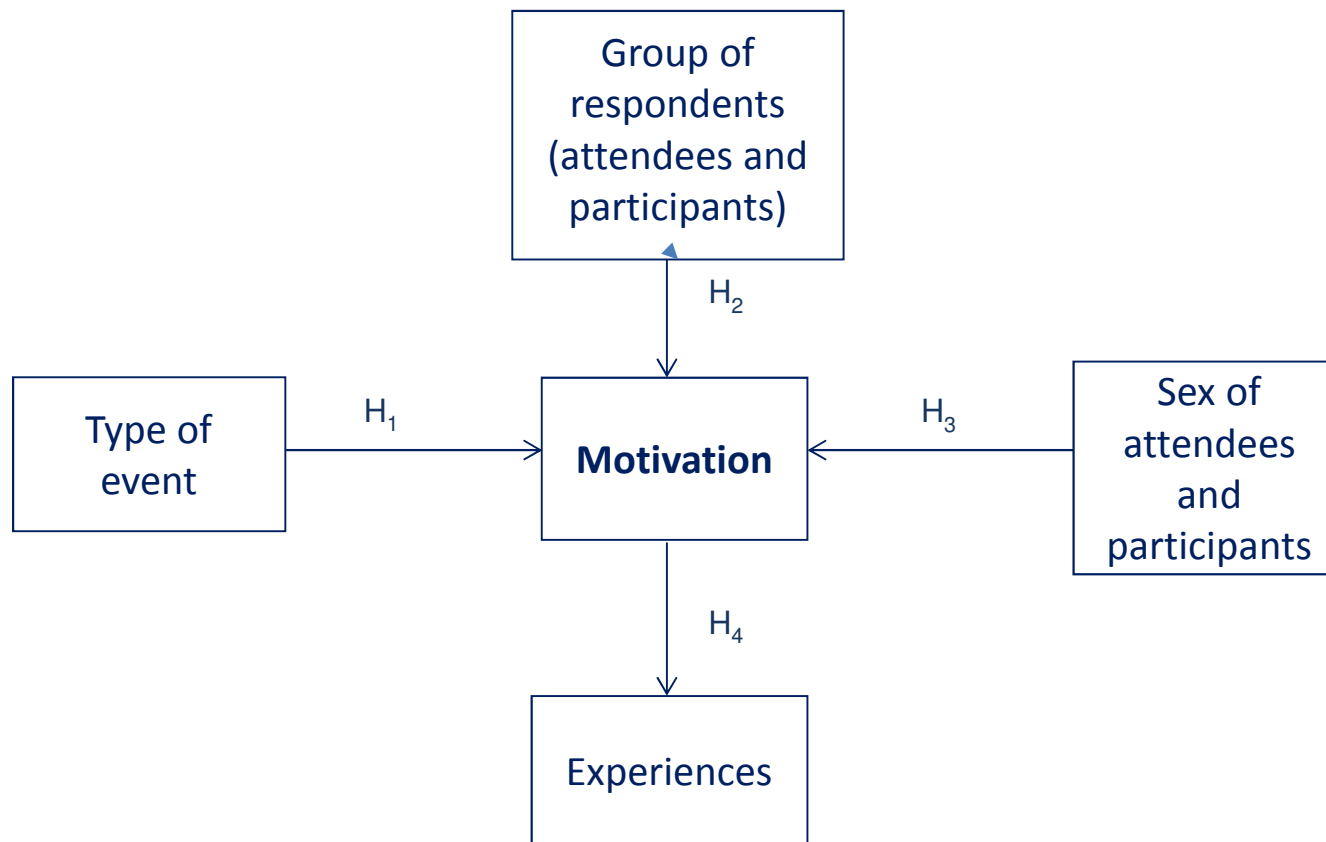 Group of
respondents
(attendees and
participants)
H₂
Type of
event
H₁
Motivation
H₃
Sex of
attendees
and
participants
H₄
Experiences